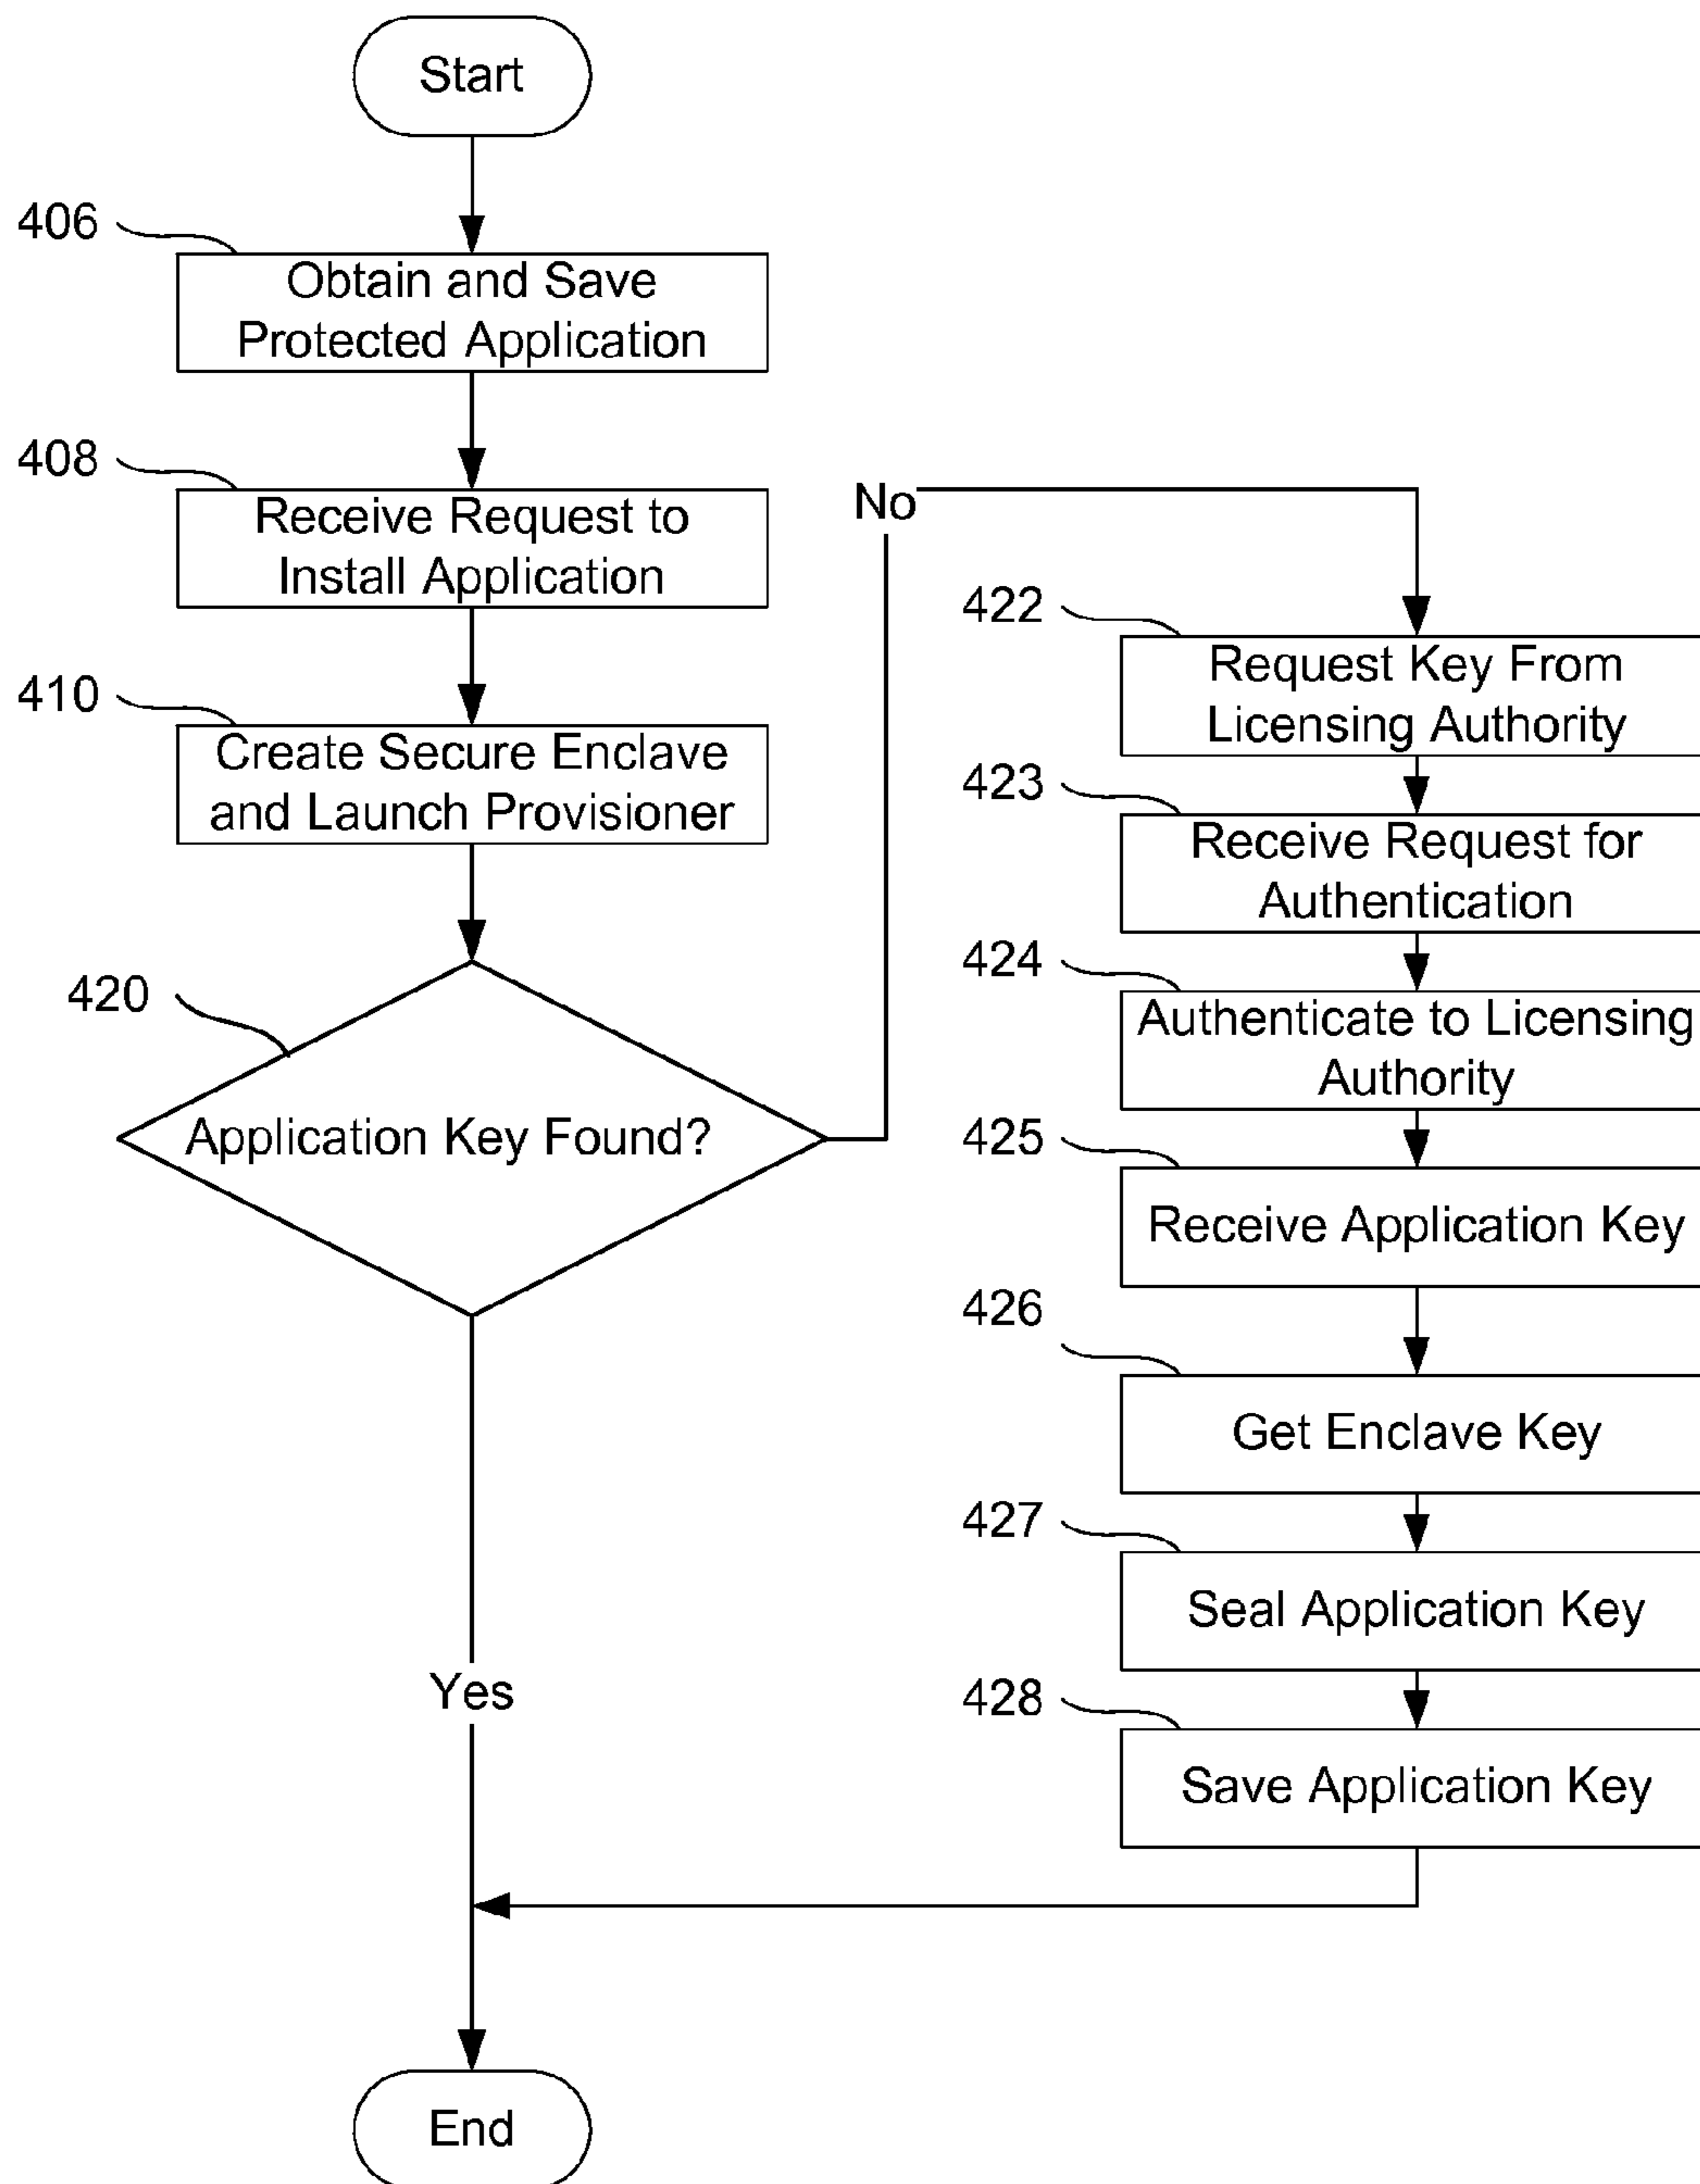 Start
406
Obtain and Save
Protected Application
408
Receive Request to
Install Application
410
Create Secure Enclave
and Launch Provisioner
420
Application Key Found?
No
422
Request Key From
Licensing Authority
423
Receive Request for
Authentication
424
Authenticate to Licensing
Authority
425
Receive Application Key
426
Get Enclave Key
427
Seal Application Key
428
Save Application Key
Yes
End